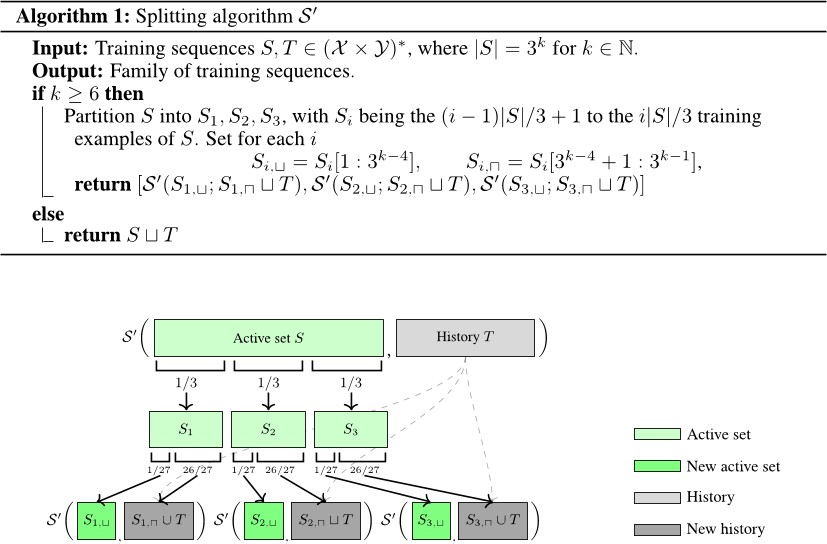 Algorithm 1: Splitting algorithm 𝒮′
Input: Training sequences S, T ∈ (𝒳 × 𝒴)*, where |S| = 3^k for k ∈ ℕ.
Output: Family of training sequences.
if k ≥ 6 then
Partition S into S₁, S₂, S₃, with Sᵢ being the (i − 1)|S|/3 + 1 to the i|S|/3 training
examples of S. Set for each i
S_{i,⊔} = S_i[1 : 3^{k−4}], S_{i,⊓} = S_i[3^{k−4} + 1 : 3^{k−1}],
return [𝒮′(S_{1,⊔}; S_{1,⊓} ⊔ T), 𝒮′(S_{2,⊔}; S_{2,⊓} ⊔ T), 𝒮′(S_{3,⊔}; S_{3,⊓} ⊔ T)]
else
return S ⊔ T
𝒮′( Active set S , History T )
1/3 1/3 1/3
S₁ S₂ S₃
1/27 26/27 1/27 26/27 1/27 26/27
𝒮′( S_{1,⊔} , S_{1,⊓} ∪ T ) 𝒮′( S_{2,⊔} , S_{2,⊓} ⊔ T ) 𝒮′( S_{3,⊔} , S_{3,⊓} ∪ T )
Active set
New active set
History
New history